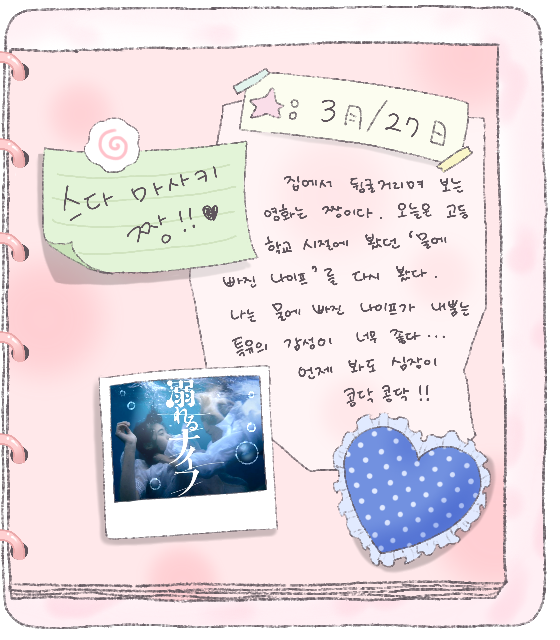 ☆: 3月/27日
스다 마사키
짱!!♥
집에서 뒹굴거리며 보는
영화는 짱이다. 오늘은 고등
학교 시절에 봤던 '물에
빠진 나이프'를 다시 봤다.
나는 물에 빠진 나이프가 내뿜는
특유의 감성이 너무 좋다...
언제 봐도 심장이
콩닥 콩닥!!
溺れるナイフ